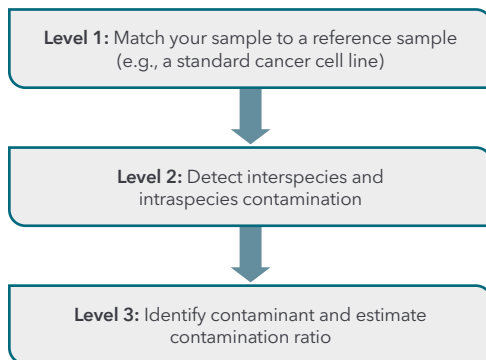 Level 1: Match your sample to a reference sample
(e.g., a standard cancer cell line)
Level 2: Detect interspecies and
intraspecies contamination
Level 3: Identify contaminant and estimate
contamination ratio